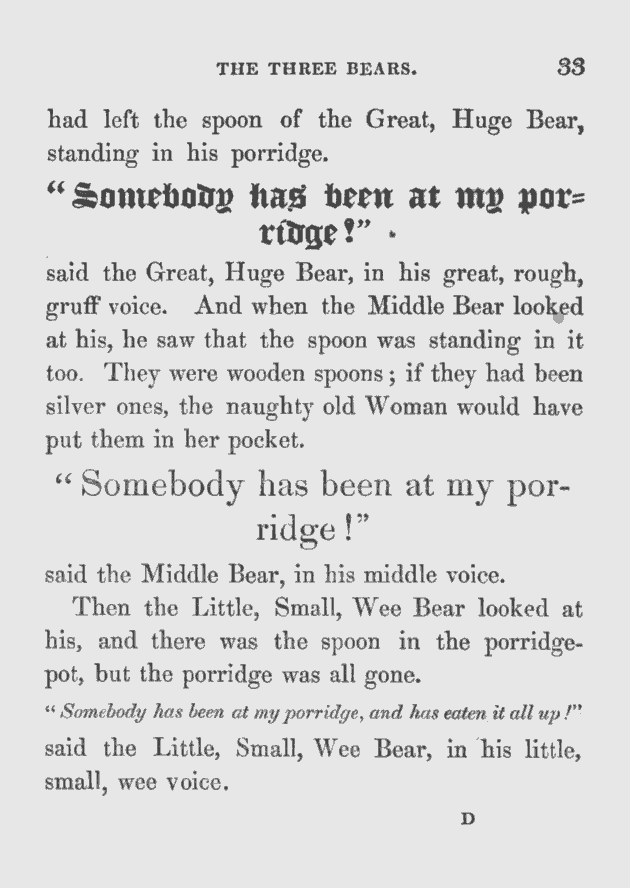 THE THREE BEARS. 33
had left the spoon of the Great, Huge Bear,
standing in his porridge.
“Somebody has been at my por=
ridge!”
said the Great, Huge Bear, in his great, rough,
gruff voice. And when the Middle Bear looked
at his, he saw that the spoon was standing in it
too. They were wooden spoons; if they had been
silver ones, the naughty old Woman would have
put them in her pocket.
“Somebody has been at my por-
ridge!”
said the Middle Bear, in his middle voice.
Then the Little, Small, Wee Bear looked at
his, and there was the spoon in the porridge-
pot, but the porridge was all gone.
“Somebody has been at my porridge, and has eaten it all up!”
said the Little, Small, Wee Bear, in his little,
small, wee voice.
D